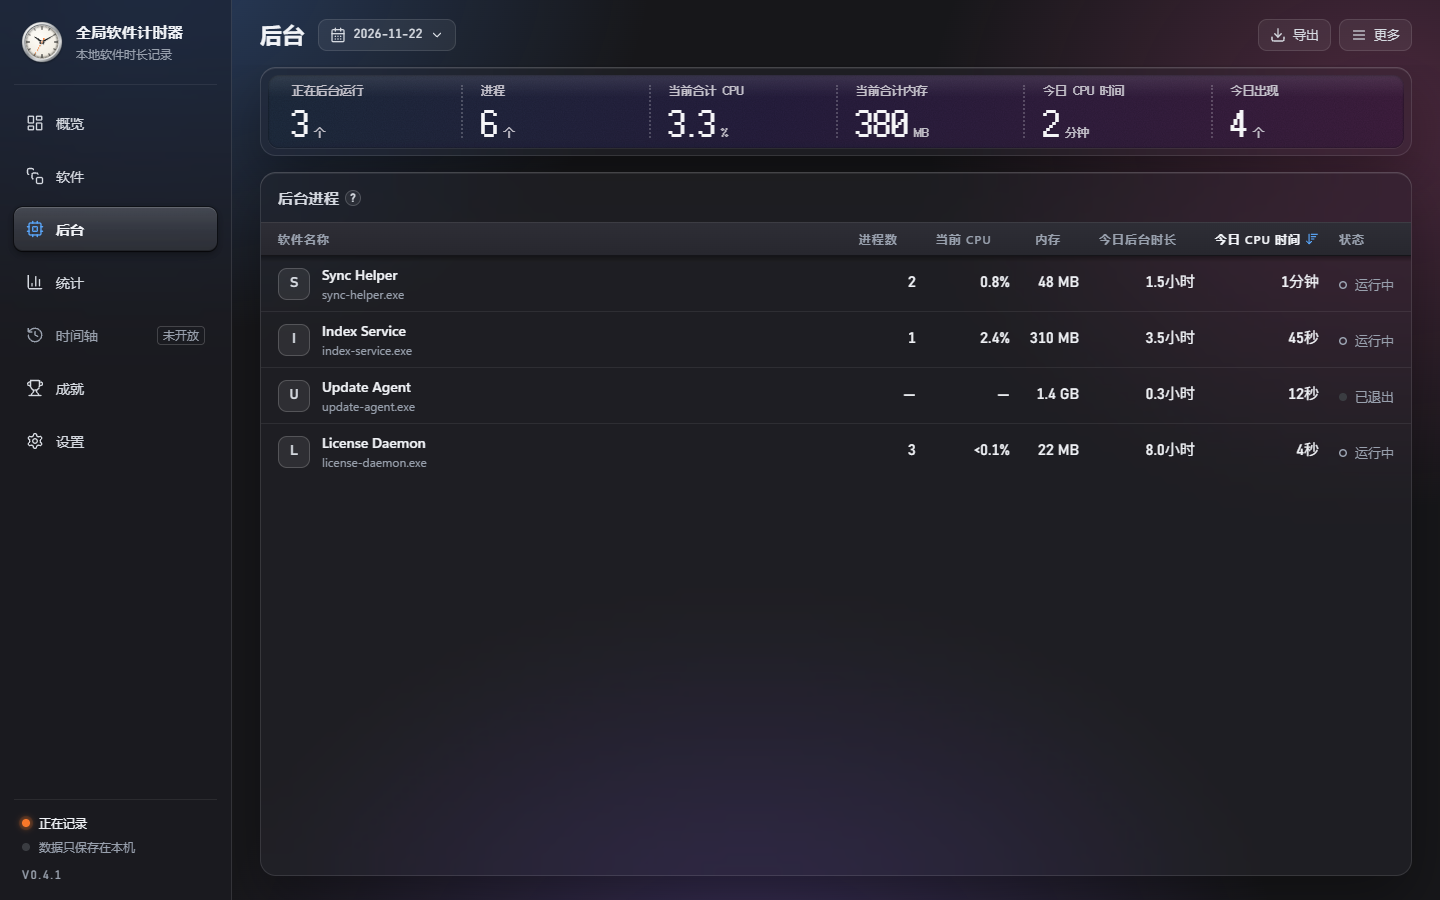 全局软件计时器
本地软件时长记录
概览
软件
后台
统计
时间轴 未开放
成就
设置
正在记录
数据只保存在本机
V0.4.1
后台 2026-11-22 导出 更多
正在后台运行 进程 当前合计 CPU 当前合计内存 今日 CPU 时间 今日出现
3 个 6 个 3.3 % 380 MB 2 分钟 4 个
后台进程 ?
软件名称 进程数 当前 CPU 内存 今日后台时长 今日 CPU 时间 状态
S Sync Helper 2 0.8% 48 MB 1.5小时 1分钟 运行中
sync-helper.exe
I Index Service 1 2.4% 310 MB 3.5小时 45秒 运行中
index-service.exe
U Update Agent — — 1.4 GB 0.3小时 12秒 已退出
update-agent.exe
L License Daemon 3 <0.1% 22 MB 8.0小时 4秒 运行中
license-daemon.exe